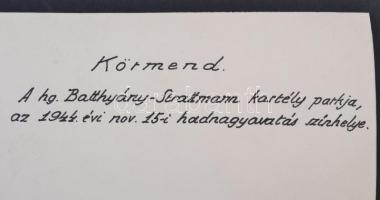 Körmend.
A hg. Batthyány-Strattmann kastély parkja,
az 1944. évi nov. 15-i hadnagyavatás színhelye.